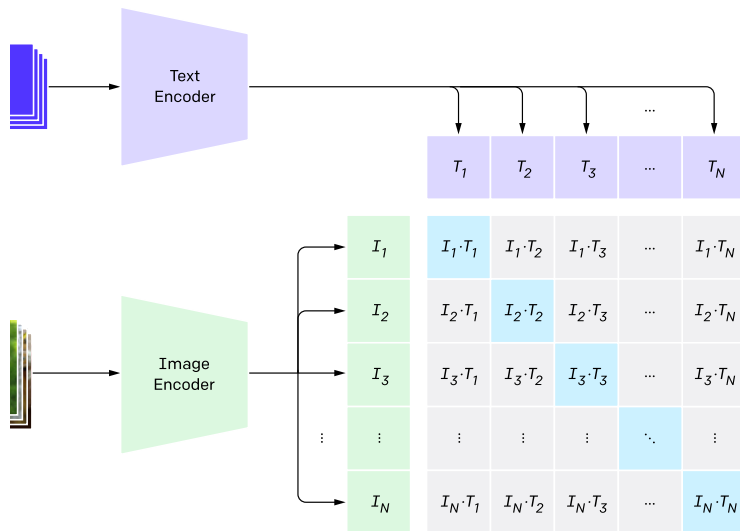 Text
Encoder
...
T1 T2 T3 ... TN
I1 I1·T1 I1·T2 I1·T3 ... I1·TN
I2 I2·T1 I2·T2 I2·T3 ... I2·TN
Image
Encoder
I3 I3·T1 I3·T2 I3·T3 ... I3·TN
⋮ ⋮ ⋮ ⋮ ⋮ ⋱ ⋮
IN IN·T1 IN·T2 IN·T3 ... IN·TN